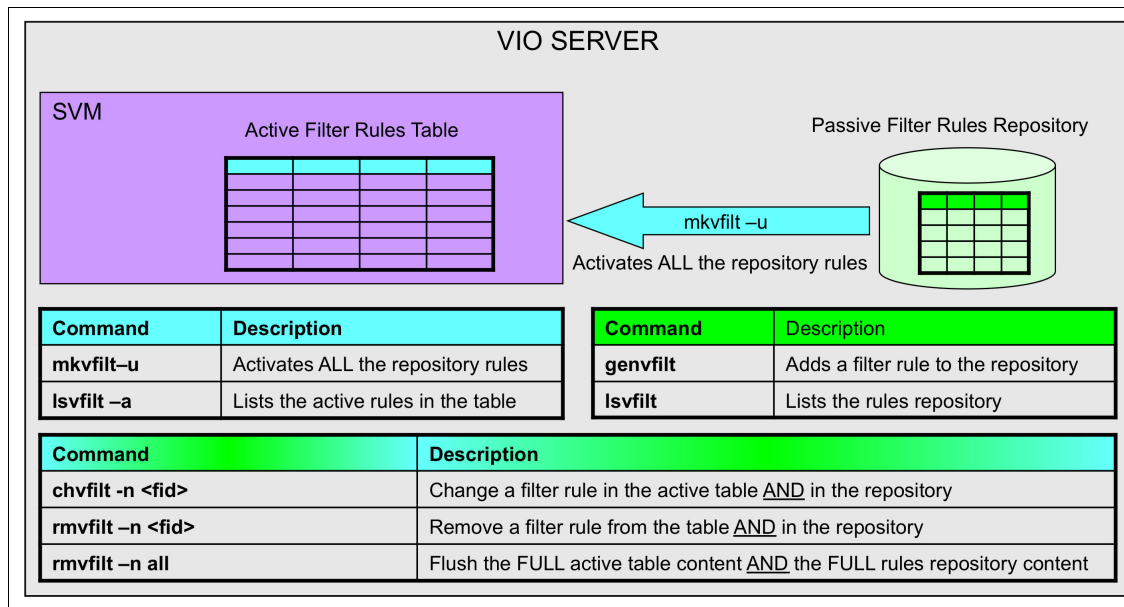 VIO SERVER
SVM
Active Filter Rules Table
Passive Filter Rules Repository
mkvfilt –u
Activates ALL the repository rules
Command Description
mkvfilt–u Activates ALL the repository rules
lsvfilt –a Lists the active rules in the table
Command Description
genvfilt Adds a filter rule to the repository
lsvfilt Lists the rules repository
Command Description
chvfilt -n <fid> Change a filter rule in the active table AND in the repository
rmvfilt –n <fid> Remove a filter rule from the table AND in the repository
rmvfilt –n all Flush the FULL active table content AND the FULL rules repository content